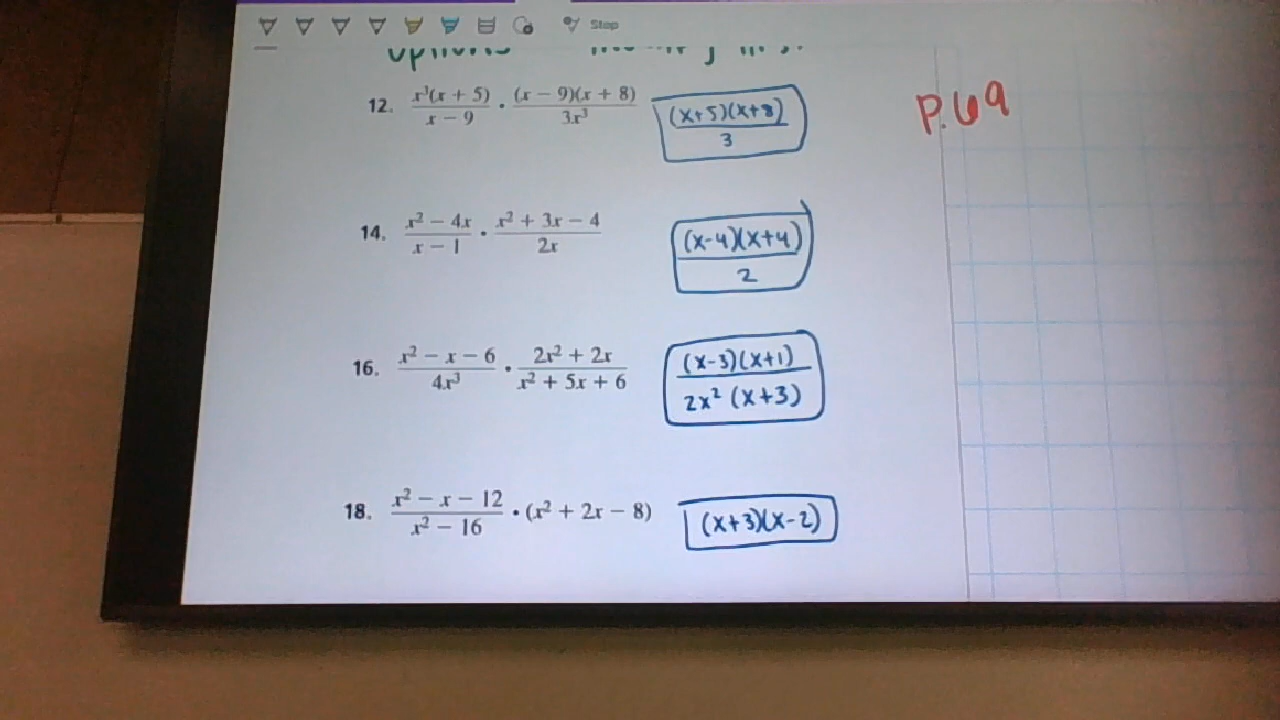 Stop
12. x³(x + 5)/(x − 9) • (x − 9)(x + 8)/3x³ (x+5)(x+8)/3
P.69
14. (x² − 4x)/(x − 1) • (x² + 3x − 4)/2x (x-4)(x+4)/2
16. (x² − x − 6)/4x³ • (2x² + 2x)/(x² + 5x + 6) (x-3)(x+1)/2x²(x+3)
18. (x² − x − 12)/(x² − 16) • (x² + 2x − 8) (x+3)(x-2)